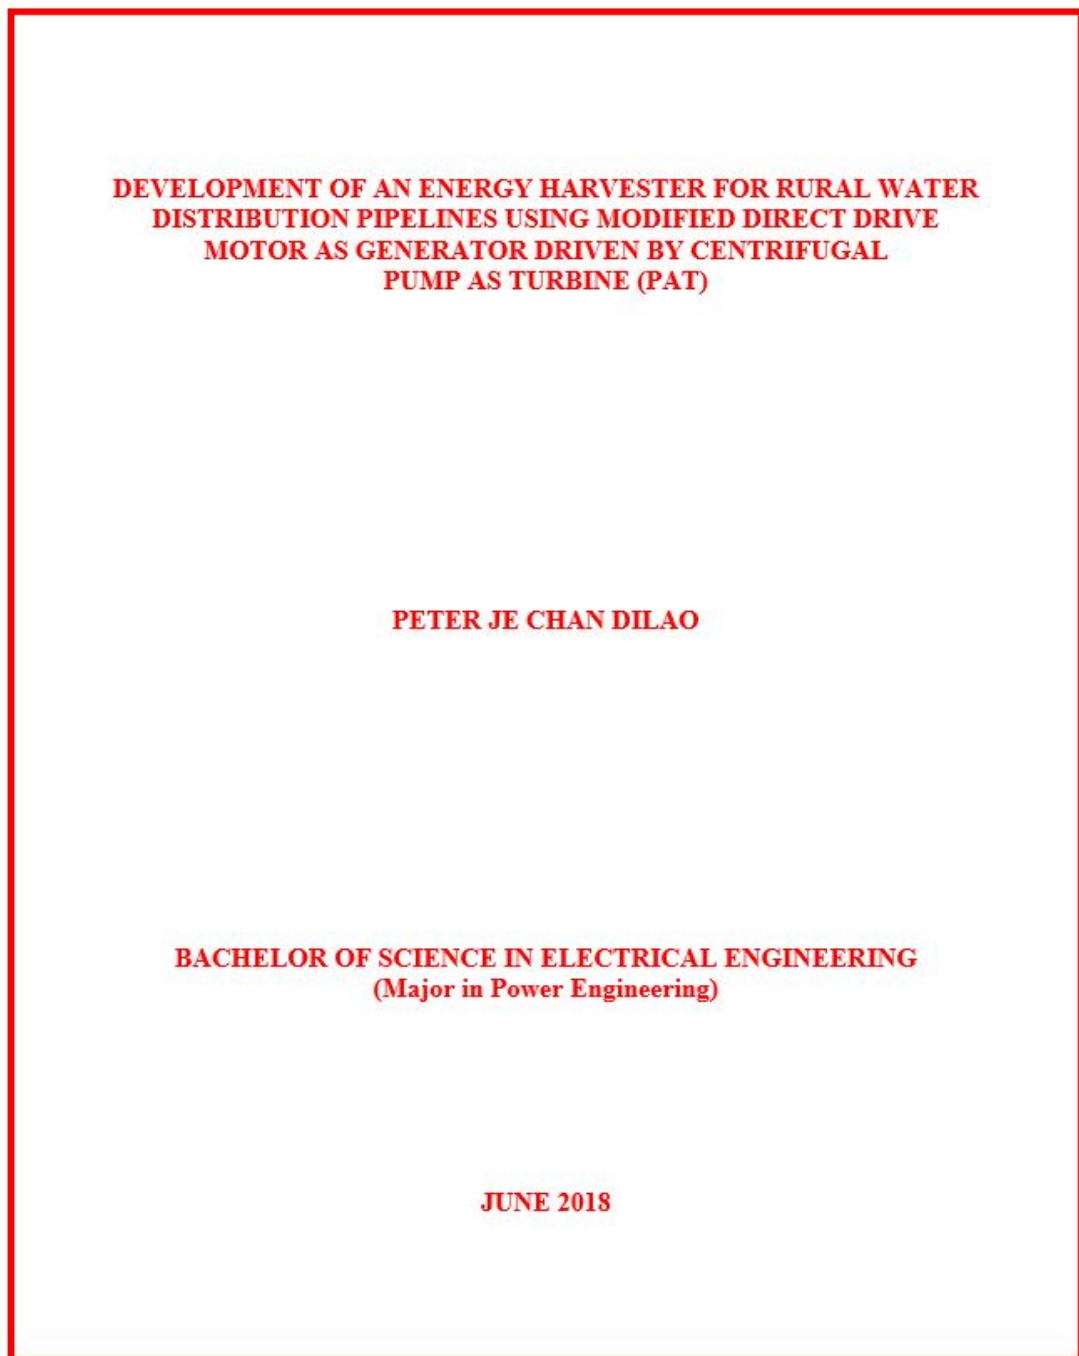 DEVELOPMENT OF AN ENERGY HARVESTER FOR RURAL WATER
DISTRIBUTION PIPELINES USING MODIFIED DIRECT DRIVE
MOTOR AS GENERATOR DRIVEN BY CENTRIFUGAL
PUMP AS TURBINE (PAT)
PETER JE CHAN DILAO
BACHELOR OF SCIENCE IN ELECTRICAL ENGINEERING
(Major in Power Engineering)
JUNE 2018